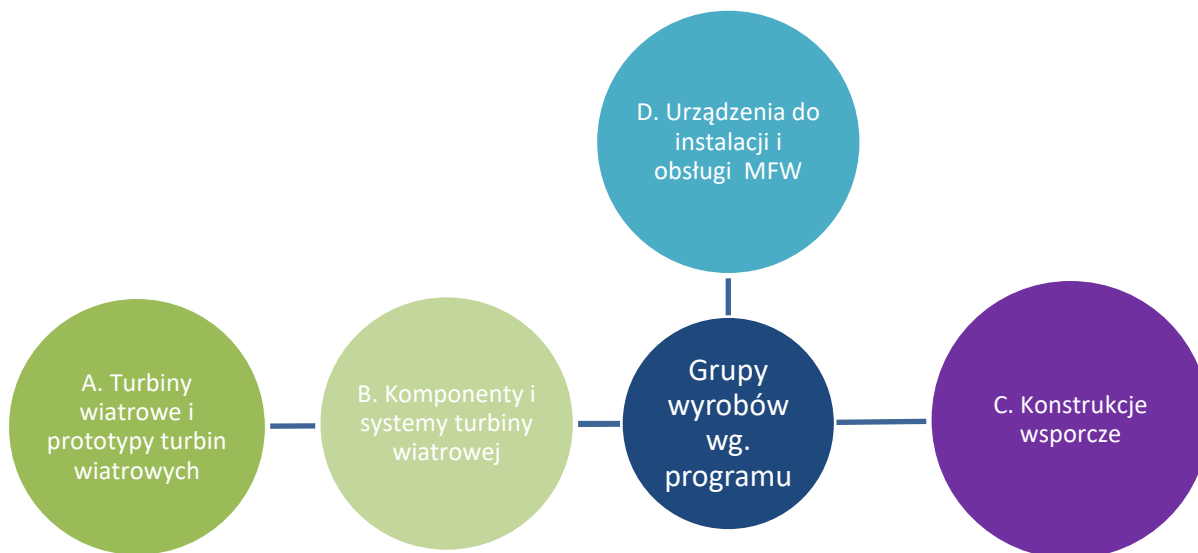 D. Urządzenia do
instalacji i
obsługi  MFW
A. Turbiny
wiatrowe i
prototypy turbin
wiatrowych
B. Komponenty i
systemy turbiny
wiatrowej
Grupy
wyrobów
wg.
programu
C. Konstrukcje
wsporcze